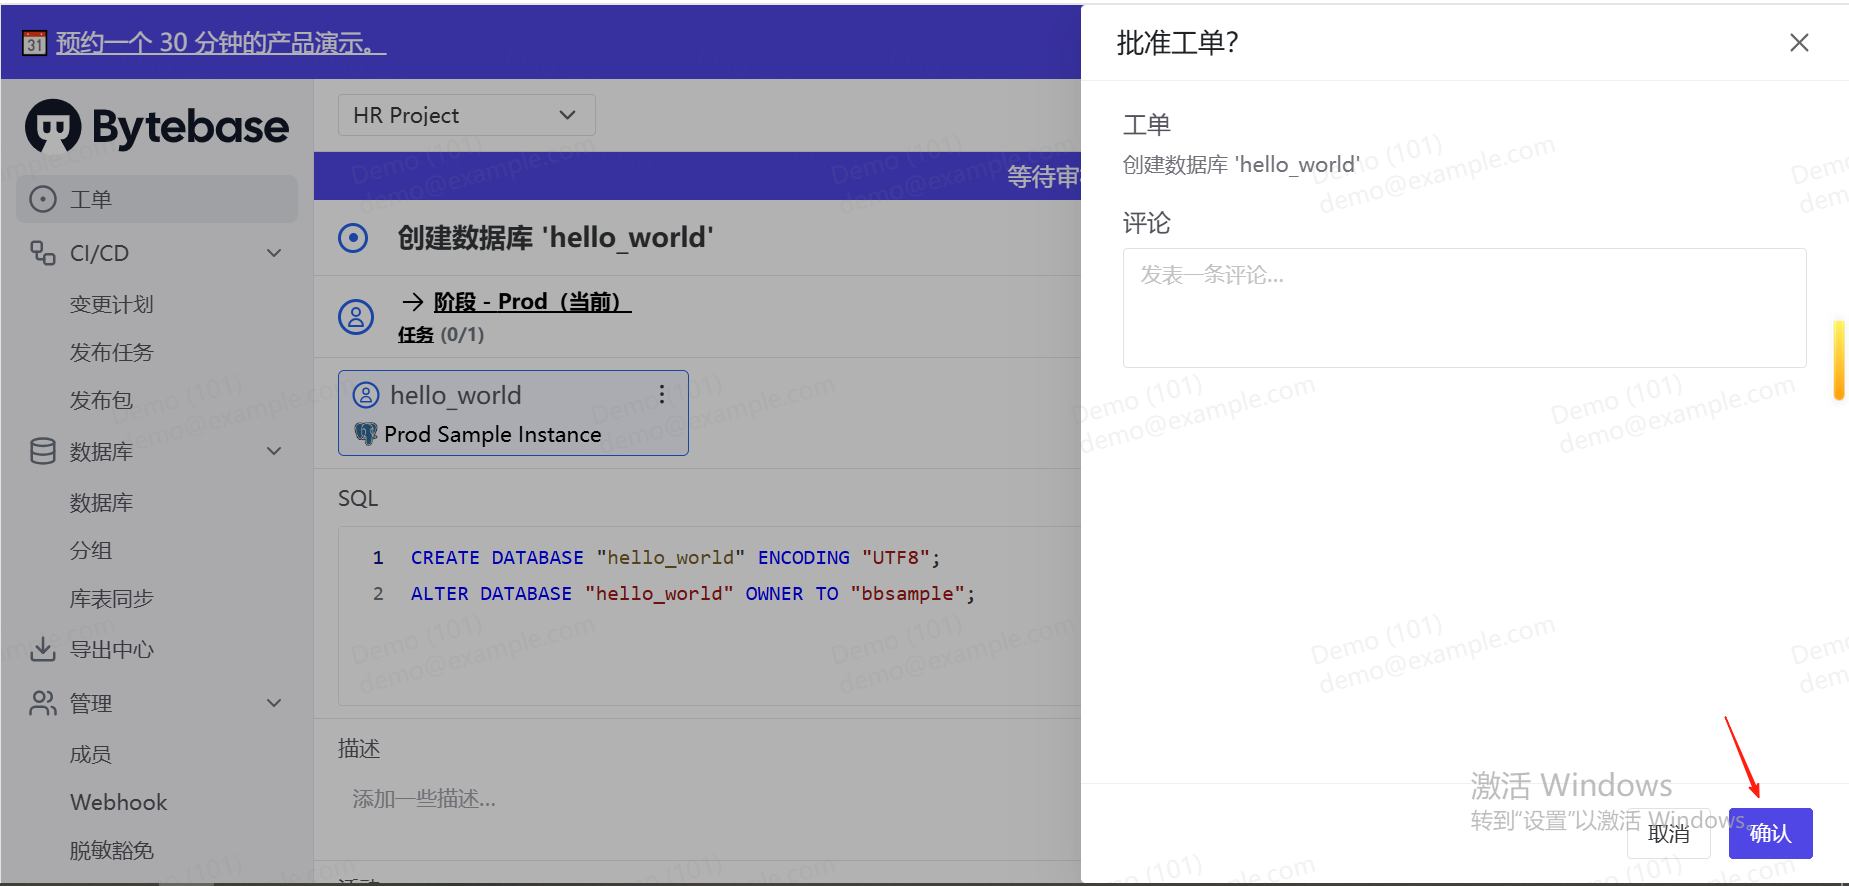 31 预约一个 30 分钟的产品演示。
Bytebase
工单
CI/CD
变更计划
发布任务
发布包
数据库
数据库
分组
库表同步
导出中心
管理
成员
Webhook
脱敏豁免
HR Project
等待审
创建数据库 'hello_world'
→ 阶段 - Prod（当前）
任务 (0/1)
hello_world
Prod Sample Instance
SQL
1 CREATE DATABASE "hello_world" ENCODING "UTF8";
2 ALTER DATABASE "hello_world" OWNER TO "bbsample";
描述
添加一些描述...
活动
批准工单？
工单
创建数据库 'hello_world'
评论
发表一条评论...
激活 Windows
转到“设置”以激活 Windows。
取消
确认
Demo (101)
demo@example.com